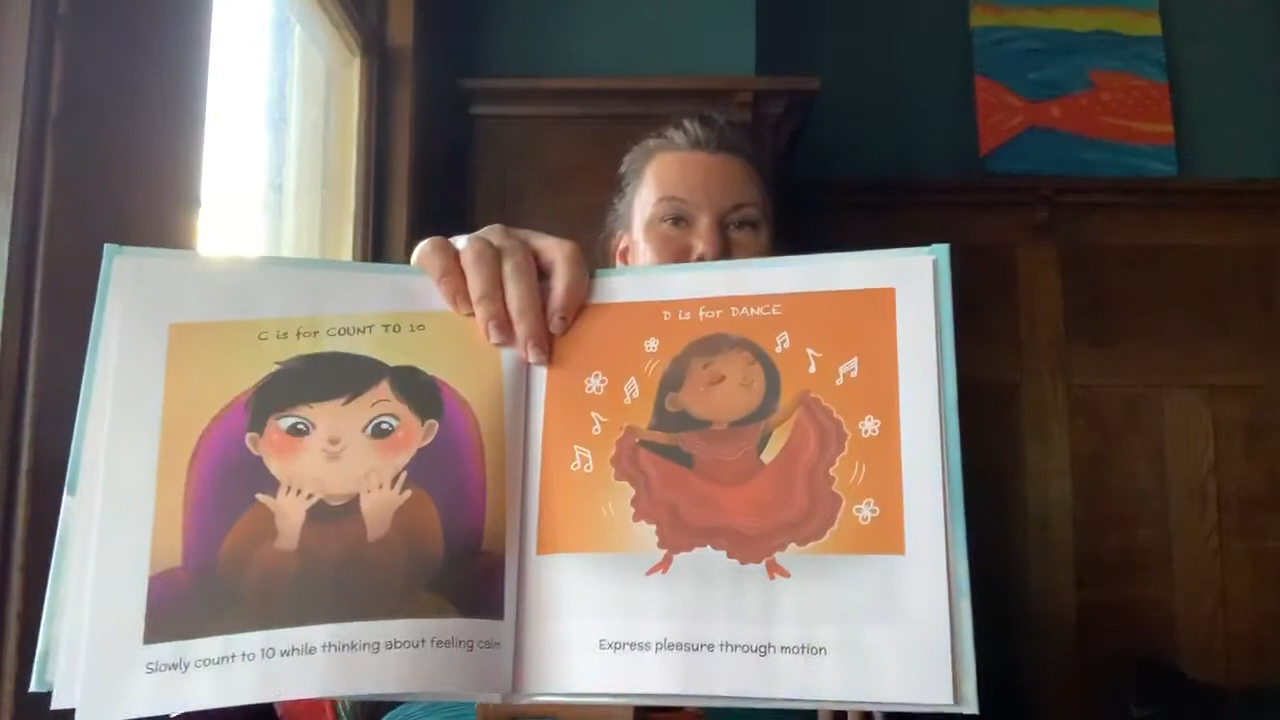 C is for COUNT TO 10
Slowly count to 10 while thinking about feeling calm
D is for DANCE
Express pleasure through motion